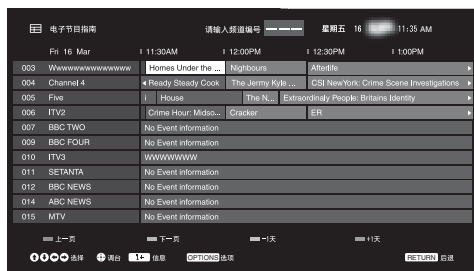 电子节目指南 请输入频道编号 ——— 星期五 16 11:35 AM
Fri 16 Mar 11:30AM 12:00PM 12:30PM 1:00PM
003 Wwwwwwwwwwwwww Homes Under the ... Nighbours Afterlife
004 Channel 4 Ready Steady Cook The Jermy Kyle ... CSI NewYork: Crime Scene Investigations
005 Five i House The N... Extraordinaly People: Britains Identity
006 ITV2 Crime Hour: Midso... Cracker ER
007 BBC TWO No Event information
009 BBC FOUR No Event information
010 ITV3 WWWWWWW
011 SETANTA No Event information
012 BBC NEWS No Event information
014 ABC NEWS No Event information
015 MTV No Event information
上一页 下一页 -1天 +1天
选择 调台 i+ 信息 OPTIONS 选项 RETURN 后退